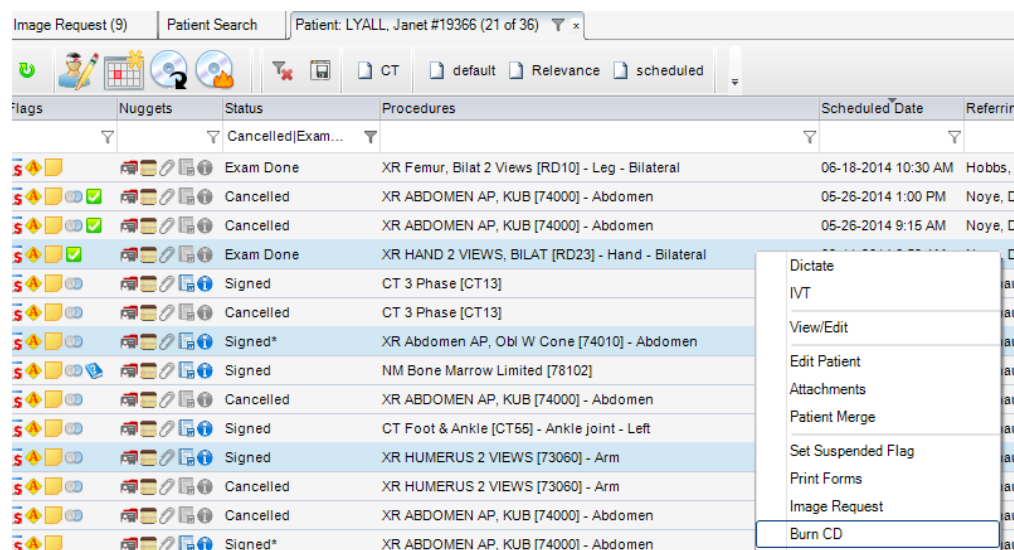 Image Request (9) Patient Search Patient: LYALL, Janet #19366 (21 of 36)
CT default Relevance scheduled
Flags Nuggets Status Procedures Scheduled Date
Cancelled|Exam...
Exam Done XR Femur, Bilat 2 Views [RD10] - Leg - Bilateral 06-18-2014 10:30 AM Hobbs,
Cancelled XR ABDOMEN AP, KUB [74000] - Abdomen 05-26-2014 1:00 PM Noye, D
Cancelled XR ABDOMEN AP, KUB [74000] - Abdomen 05-26-2014 9:15 AM Noye, D
Exam Done XR HAND 2 VIEWS, BILAT [RD23] - Hand - Bilateral
Signed CT 3 Phase [CT13]
Cancelled CT 3 Phase [CT13]
Signed* XR Abdomen AP, Obl W Cone [74010] - Abdomen
Signed NM Bone Marrow Limited [78102]
Cancelled XR ABDOMEN AP, KUB [74000] - Abdomen
Signed CT Foot & Ankle [CT55] - Ankle joint - Left
Signed XR HUMERUS 2 VIEWS [73060] - Arm
Cancelled XR HUMERUS 2 VIEWS [73060] - Arm
Cancelled XR ABDOMEN AP, KUB [74000] - Abdomen
Signed* XR ABDOMEN AP, KUB [74000] - Abdomen
Dictate
IVT
View/Edit
Edit Patient
Attachments
Patient Merge
Set Suspended Flag
Print Forms
Image Request
Burn CD